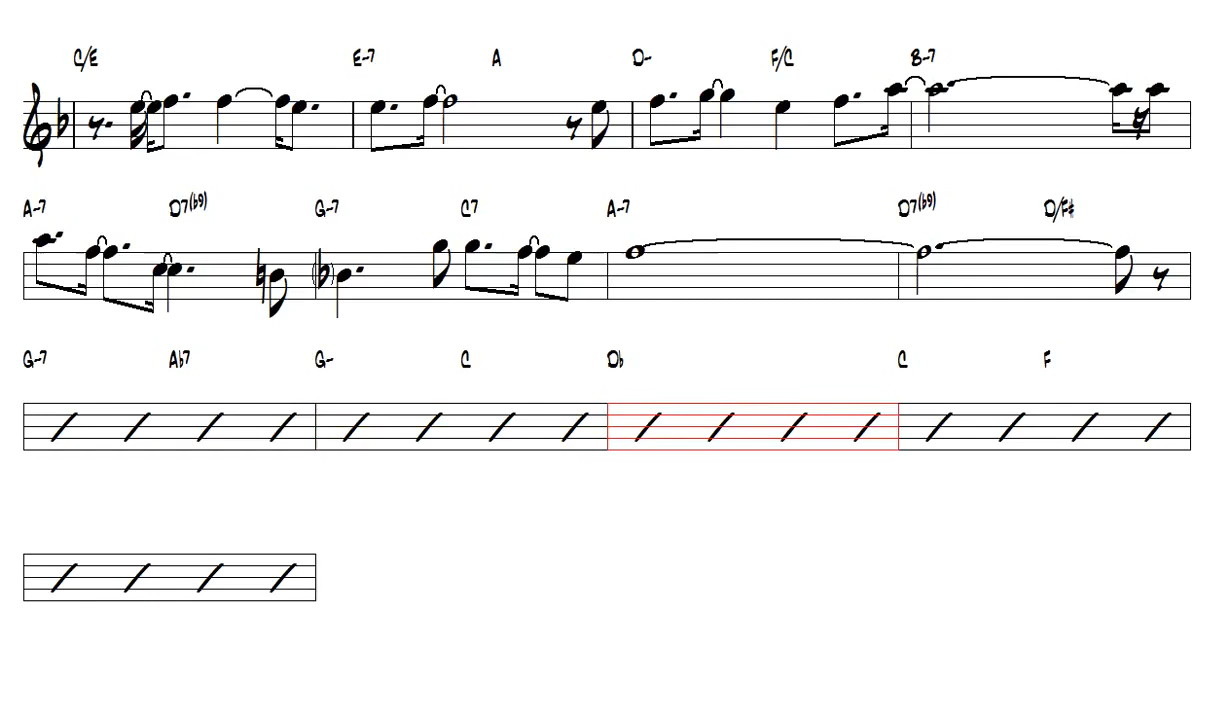 C/E E-7 A D- F/C B-7
A-7 D7(b9) G-7 C7 A-7 D7(b9) D/F#
G-7 Ab7 G- C Db C F